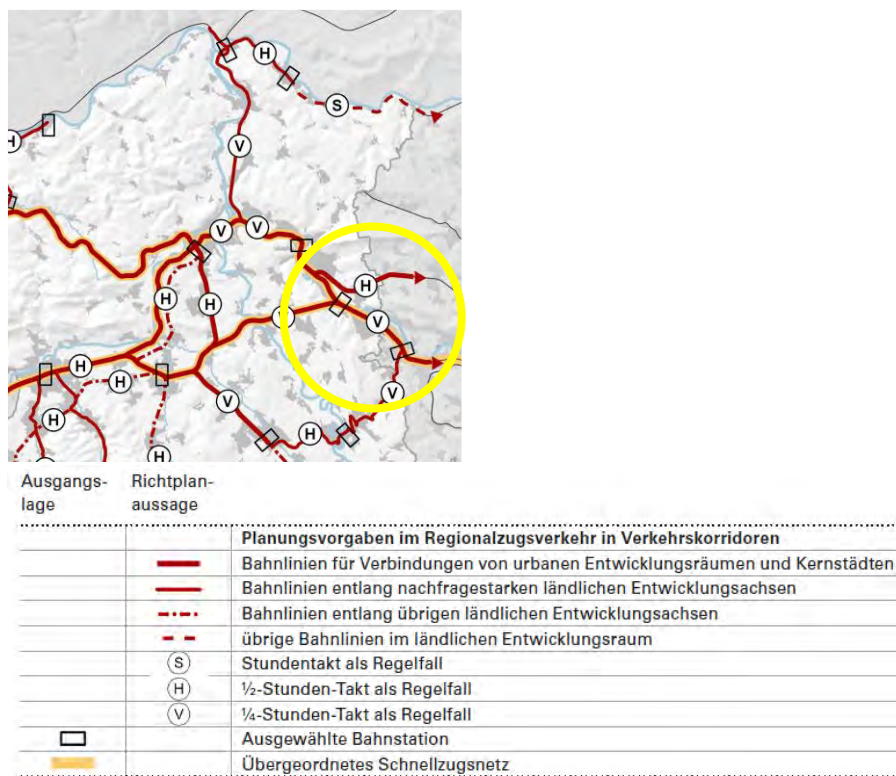 H
H
S
V
V
V
H
H
H
V
V
H
H
V
V
H
H
H
Ausgangs- Richtplan-
lage aussage
Planungsvorgaben im Regionalzugsverkehr in Verkehrskorridoren
Bahnlinien für Verbindungen von urbanen Entwicklungsräumen und Kernstädten
Bahnlinien entlang nachfragestarken ländlichen Entwicklungsachsen
Bahnlinien entlang übrigen ländlichen Entwicklungsachsen
übrige Bahnlinien im ländlichen Entwicklungsraum
S Stundentakt als Regelfall
H ½-Stunden-Takt als Regelfall
V ¼-Stunden-Takt als Regelfall
Ausgewählte Bahnstation
Übergeordnetes Schnellzugsnetz